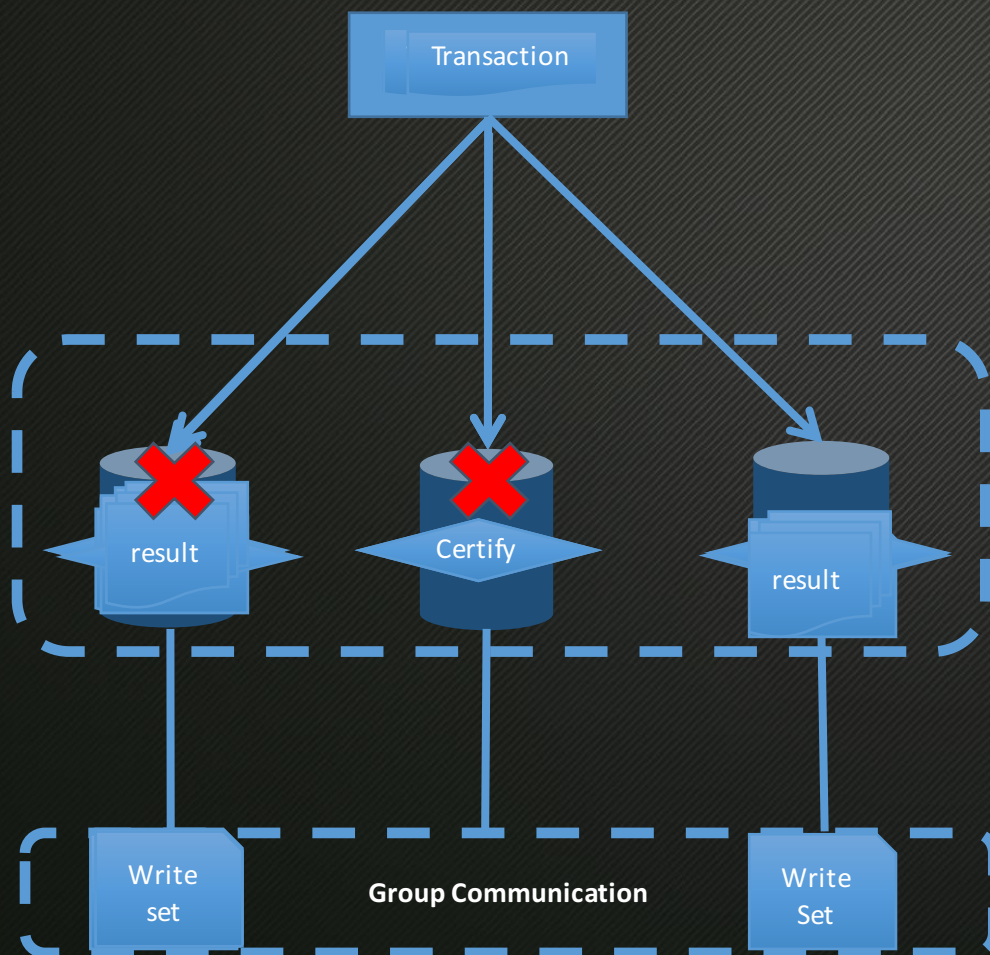 Transaction
result
Certify
result
Write
set
Group Communication
Write
Set